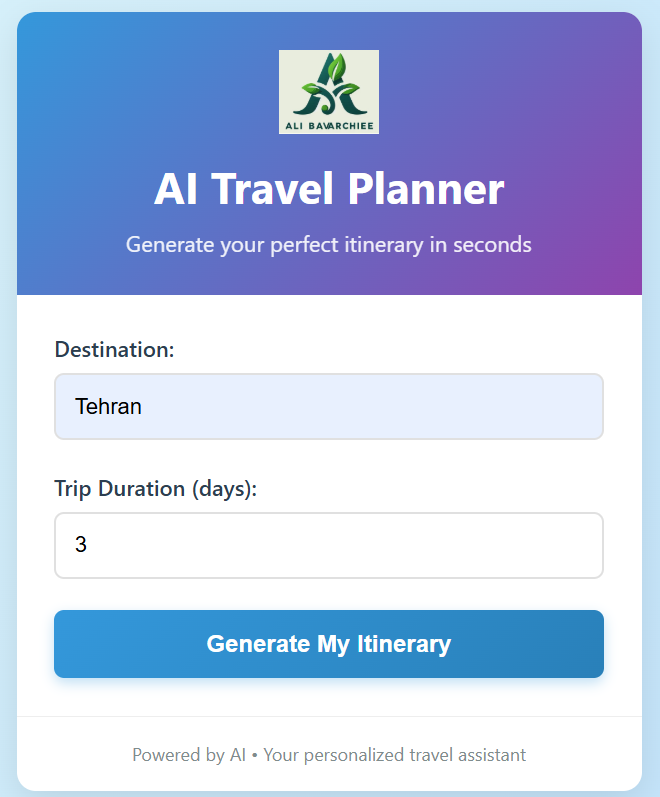 ALI BAVARCHIEE
AI Travel Planner
Generate your perfect itinerary in seconds
Destination:
Tehran
Trip Duration (days):
3
Generate My Itinerary
Powered by AI • Your personalized travel assistant